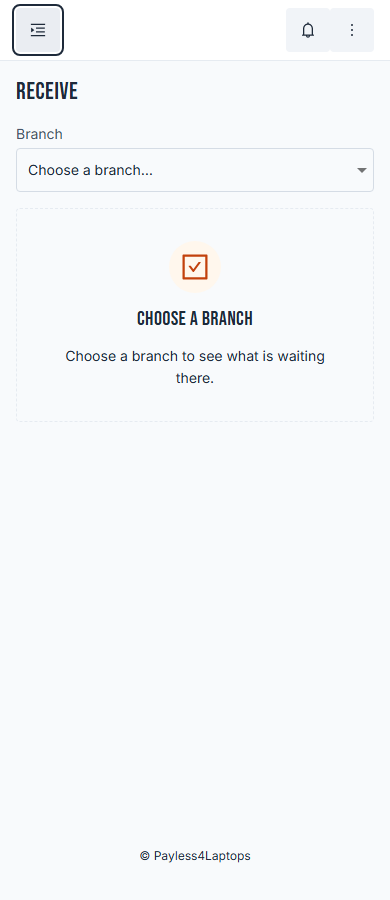 RECEIVE
Branch
Choose a branch...
CHOOSE A BRANCH
Choose a branch to see what is waiting
there.
© Payless4Laptops